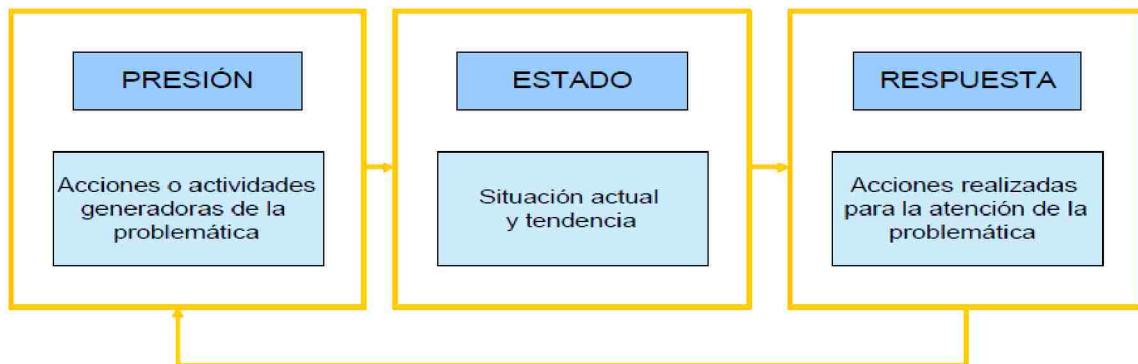 PRESIÓN
Acciones o actividades
generadoras de la
problemática
ESTADO
Situación actual
y tendencia
RESPUESTA
Acciones realizadas
para la atención de la
problemática